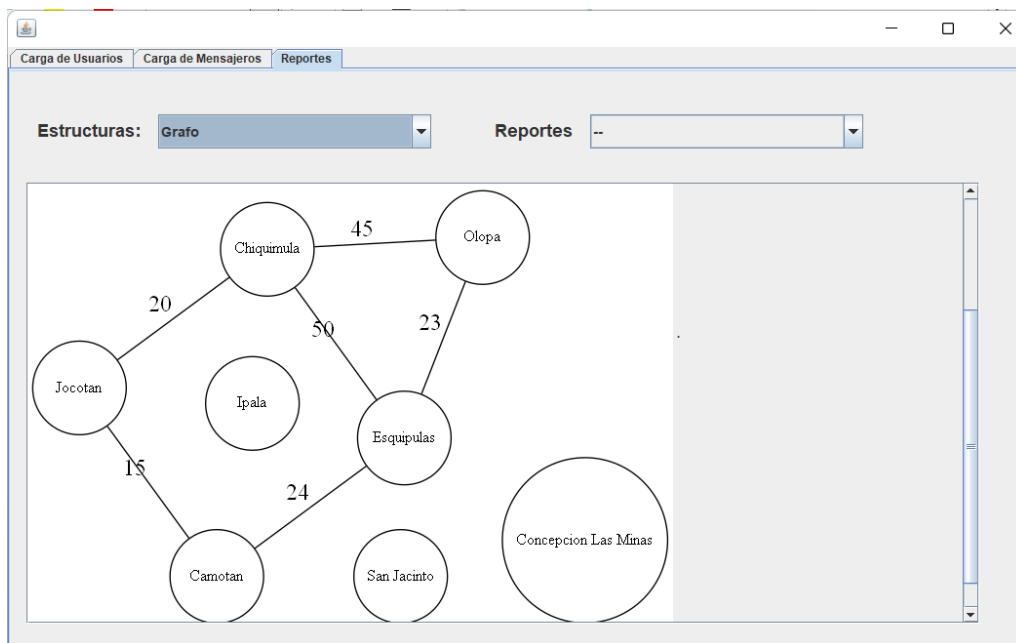 Carga de Usuarios
Carga de Mensajeros
Reportes
Estructuras:
Grafo
Reportes
--
45
Olopa
Chiquimula
20
50
23
Jocotan
Ipala
Esquipulas
15
24
Concepcion Las Minas
Camotan
San Jacinto